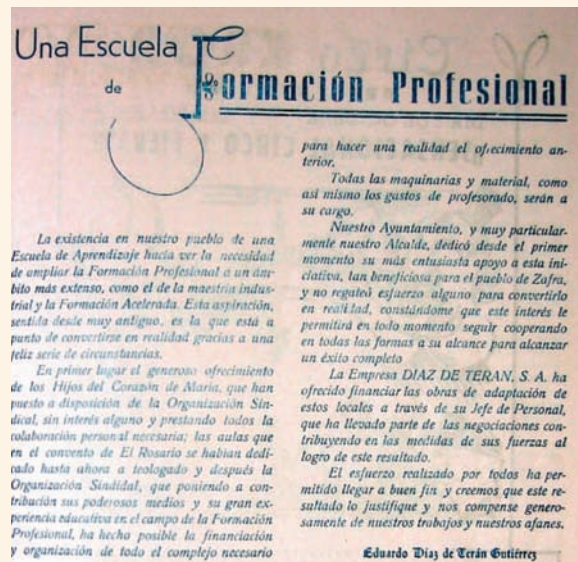 Una Escuela
de
Formación Profesional
La existencia en nuestro pueblo de una
Escuela de Aprendizaje hacia ver la necesidad
de ampliar la Formación Profesional a un ám-
bito más extenso, como el de la maestria indus-
trial y la Formación Acelerada. Esta aspiración,
sentida desde muy antiguo, es la que está a
punto de convertirse en realidad gracias a una
feliz serie de circunstancias.
En primer lugar el generoso ofrecimiento
de los Hijos del Corazón de María, que han
puesto a disposición de la Organización Sin-
dical, sin interés alguno y prestando todos la
colaboración personal necesaria; las aulas que
en el convento de El Rosario se habian dedi-
cado hasta ahora a teologado y después la
Organización Sindidal, que poniendo a con-
tribución sus poderosos medios y su gran ex-
periencia educativa en el campo de la Formación
Profesional, ha hecho posible la financiación
y organización de todo el complejo necesario
para hacer una realidad el ofrecimiento an-
terior.
Todas las maquinarias y material, como
asi mismo los gastos de profesorado, serán a
su cargo.
Nuestro Ayuntamiento, y muy particular-
mente nuestro Alcalde, dedicó desde el primer
momento su más entusiasta apoyo a esta ini-
ciativa, tan beneficiosa para el pueblo de Zafra,
y no regateó esfuerzo alguno para convertirlo
en realidad, constándome que este interés le
permitirá en todo momento seguir cooperando
en todas las formas a su alcance para alcanzar
un éxito completo
La Empresa DIAZ DE TERAN, S. A. ha
ofrecido financiar las obras de adaptación de
estos locales a través de su Jefe de Personal,
que ha llevado parte de las negociaciones con-
tribuyendo en las medidas de sus fuerzas al
logro de este resultado.
El esfuerzo realizado por todos ha per-
mitido llegar a buen fin y creemos que este re-
sultado lo justifique y nos compense genero-
samente de nuestros trabajos y nuestros afanes.
Eduardo Díaz de Terán Gutiérrez